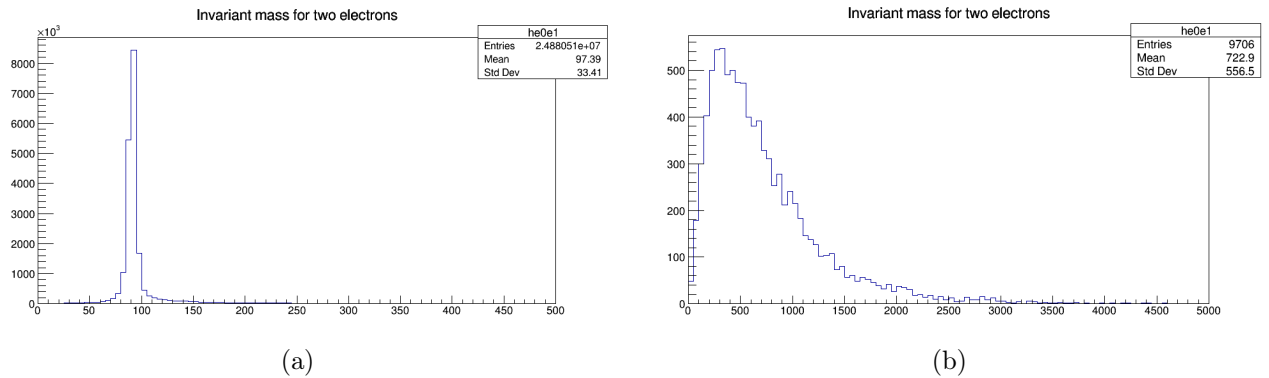 Invariant mass for two electrons
×10³
he0e1
Entries 2.488051e+07
Mean 97.39
Std Dev 33.41
8000
7000
6000
5000
4000
3000
2000
1000
0
0 50 100 150 200 250 300 350 400 450 500
(a)
Invariant mass for two electrons
he0e1
Entries 9706
Mean 722.9
Std Dev 556.5
500
400
300
200
100
0
0 500 1000 1500 2000 2500 3000 3500 4000 4500 5000
(b)